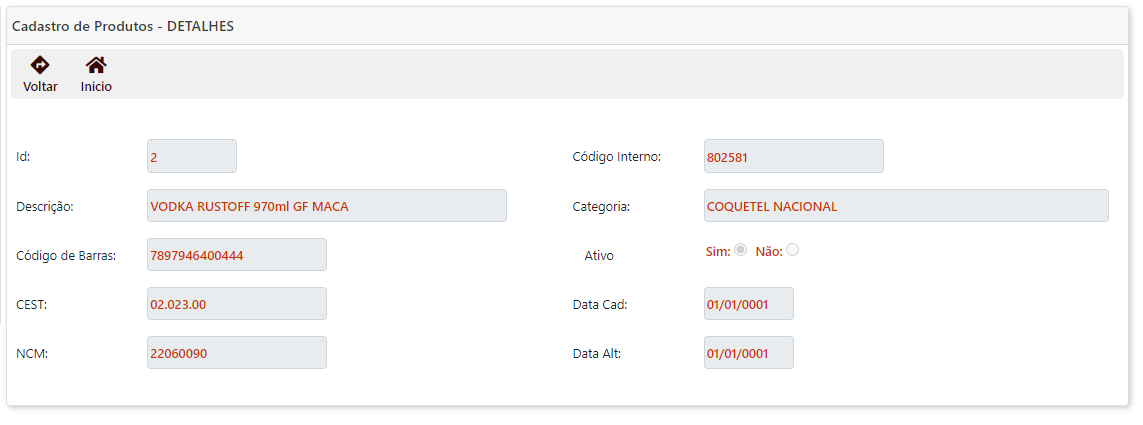 Cadastro de Produtos - DETALHES
Voltar Inicio
Id: 2 Código Interno: 802581
Descrição: VODKA RUSTOFF 970ml GF MACA Categoria: COQUETEL NACIONAL
Código de Barras: 7897946400444 Ativo Sim: Não:
CEST: 02.023.00 Data Cad: 01/01/0001
NCM: 22060090 Data Alt: 01/01/0001